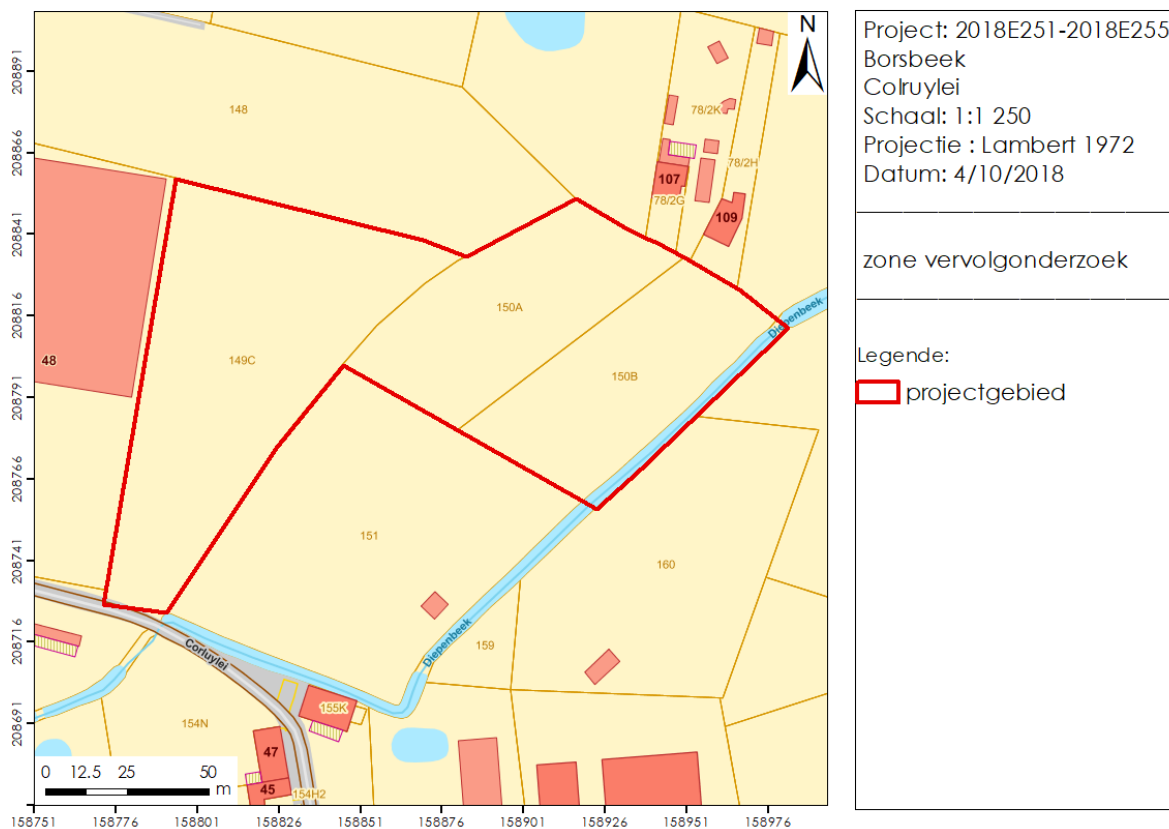 N
148
78/2K
78/2H
107
78/2G
109
150A
Diepenbeek
48
149C
150B
151
160
Diepenbeek
159
Corluylei
155K
154N
47
45
154H2
0 12.5 25 50
m
208891
208866
208841
208816
208791
208766
208741
208716
208691
158751 158776 158801 158826 158851 158876 158901 158926 158951 158976
Project: 2018E251-2018E255
Borsbeek
Colruylei
Schaal: 1:1 250
Projectie : Lambert 1972
Datum: 4/10/2018
zone vervolgonderzoek
Legende:
projectgebied